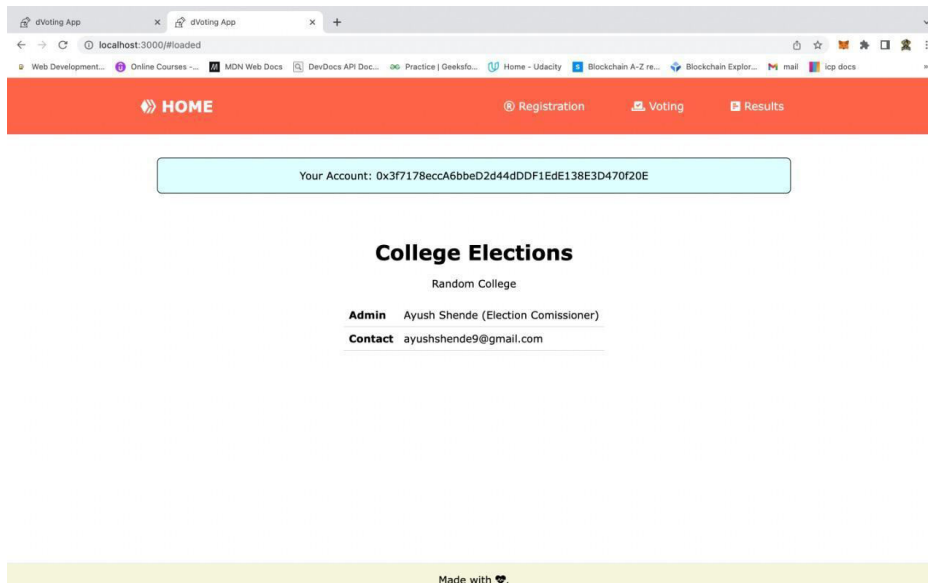 dVoting App
dVoting App
localhost:3000/#loaded
Web Development... Online Courses -... MDN Web Docs DevDocs API Doc... Practice | Geeksfo... Home - Udacity Blockchain A-Z re... Blockchain Explor... mail icp docs
HOME Registration Voting Results
Your Account: 0x3f7178eccA6bbeD2d44dDDF1EdE138E3D470f20E
College Elections
Random College
Admin Ayush Shende (Election Comissioner)
Contact ayushshende9@gmail.com
Made with .